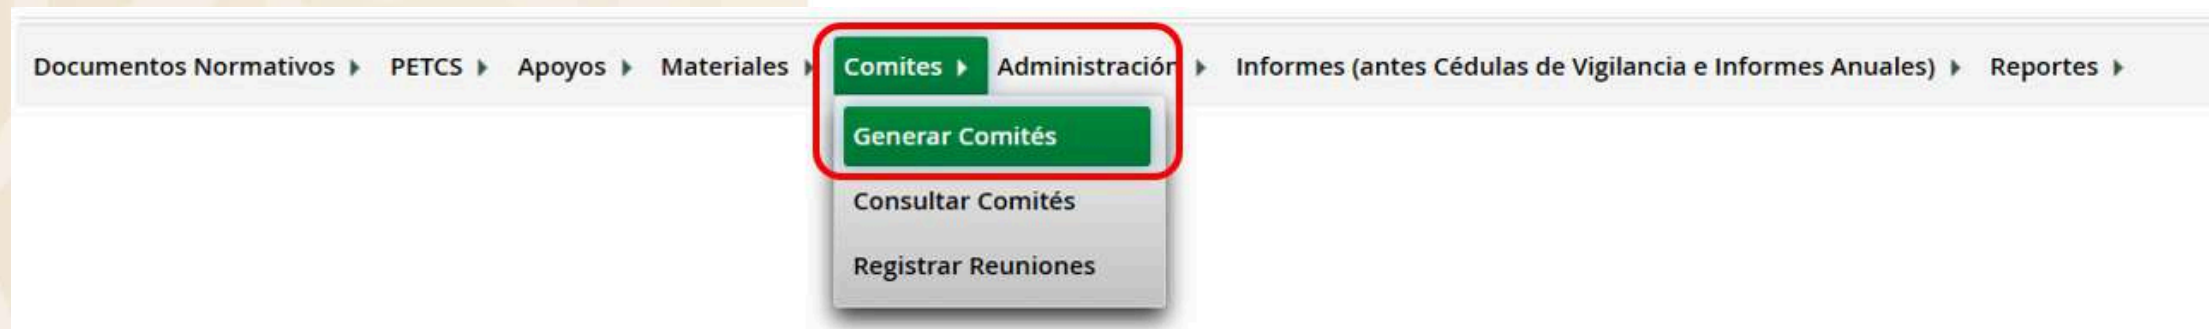 Documentos Normativos PETCS Apoyos Materiales Comites Administración Informes (antes Cédulas de Vigilancia e Informes Anuales) Reportes
Generar Comités
Consultar Comités
Registrar Reuniones